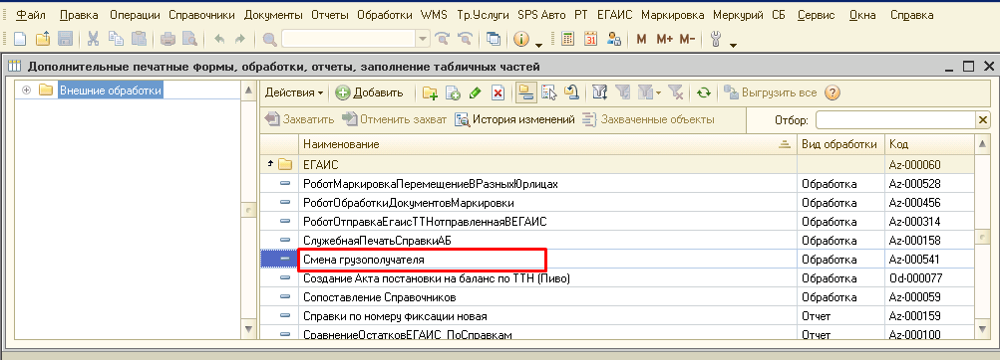 Файл Правка Операции Справочники Документы Отчеты Обработки WMS Тр.Услуги SPS Авто РТ ЕГАИС Маркировка Меркурий СБ Сервис Окна Справка
M M+ M-
Дополнительные печатные формы, обработки, отчеты, заполнение табличных частей
Внешние обработки
Действия Добавить Выгрузить все
Захватить Отменить захват История изменений Захваченные объекты Отбор:
Наименование Вид обработки Код
ЕГАИС Az-000060
РоботМаркировкаПеремещениеВРазныхЮрлицах Обработка Az-000528
РоботОбработкиДокументовМаркировки Обработка Az-000456
РоботОтправкаЕгаисТТНотправленнаяВЕГАИС Обработка Az-000314
СлужебнаяПечатьСправкиАБ Обработка Az-000158
Смена грузополучателя Обработка Az-000541
Создание Акта постановки на баланс по ТТН (Пиво) Обработка Od-000077
Сопоставление Справочников Обработка Az-000059
Справки по номеру фиксации новая Отчет Az-000159
СравнениеОстатковЕГАИС_ПоСправкам Отчет Az-000100